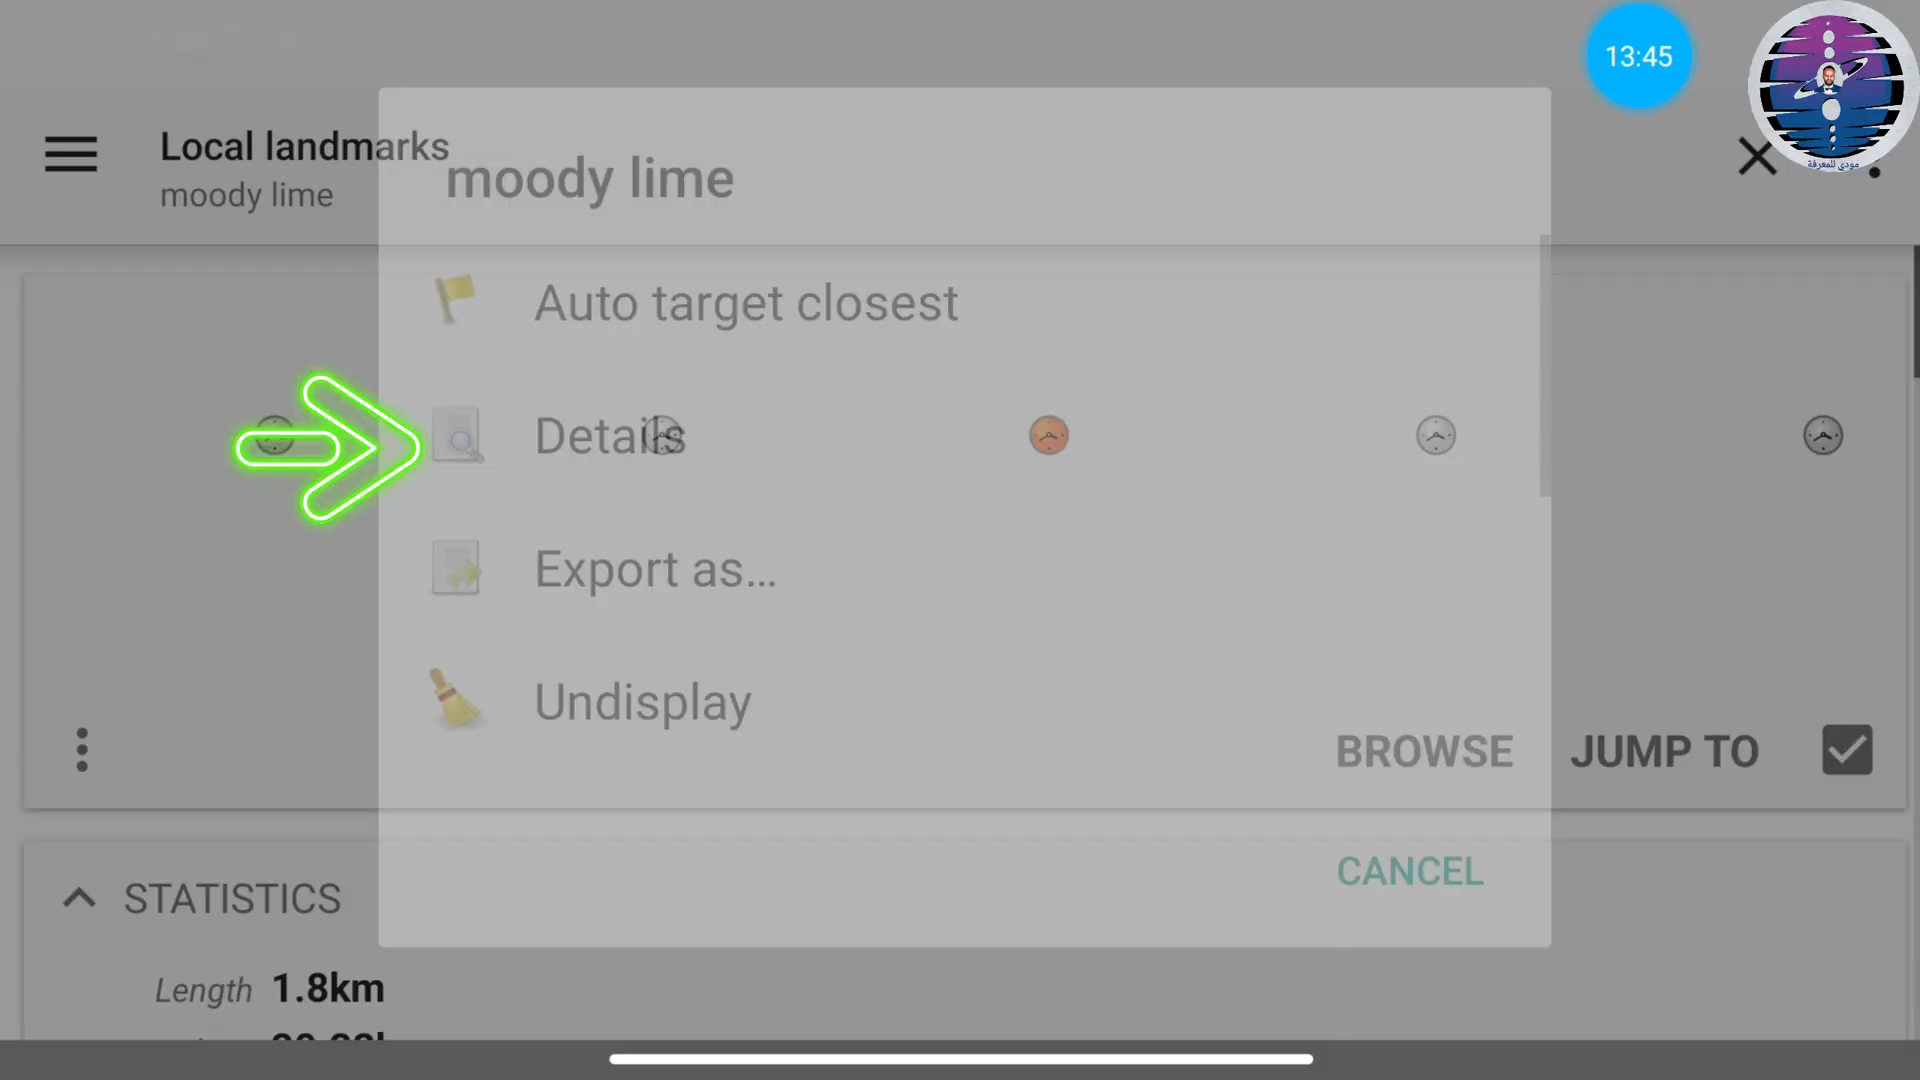 13:45
مودي للمعرفة
Local landmarks
moody lime
moody lime
Auto target closest
Details
Export as...
Undisplay
BROWSE
JUMP TO
CANCEL
STATISTICS
Length 1.8km